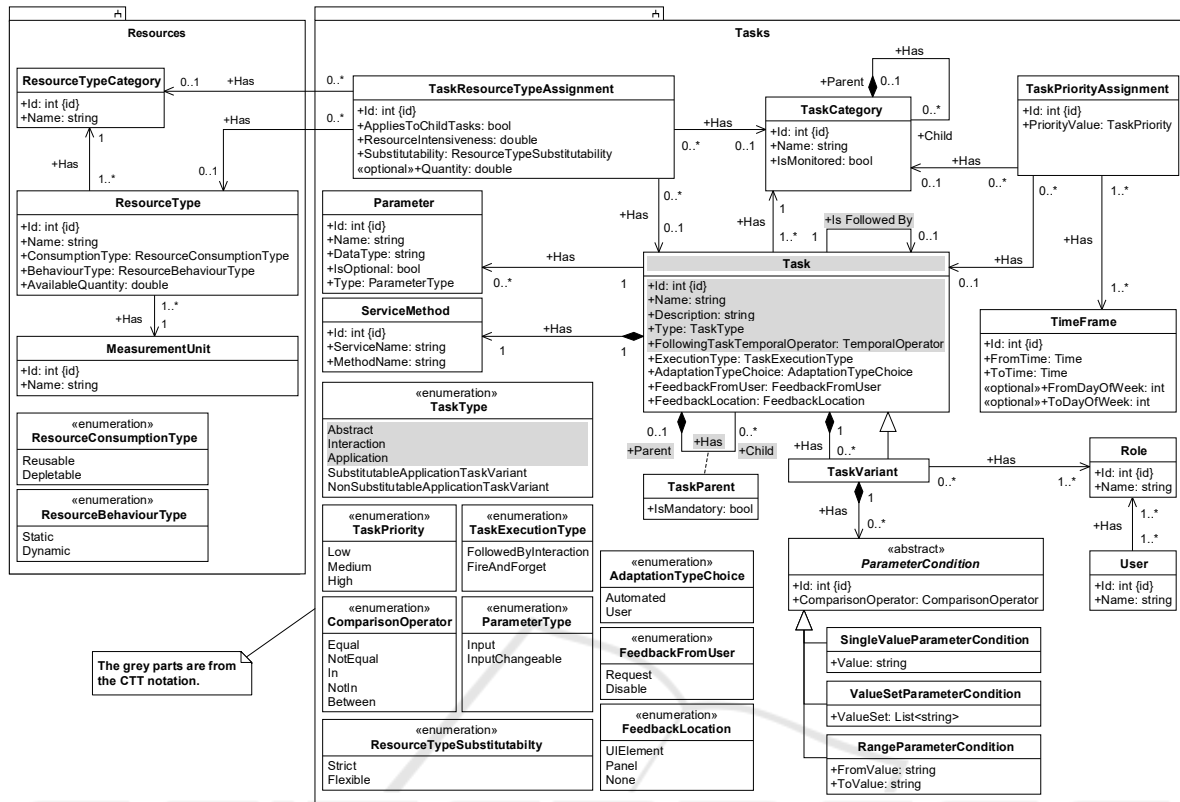 Resources
ResourceTypeCategory
+Id: int {id}
+Name: string
0..1
+Has
0..*
1
+Has
1..*
0..*
0..1
ResourceType
+Id: int {id}
+Name: string
+ConsumptionType: ResourceConsumptionType
+BehaviourType: ResourceBehaviourType
+AvailableQuantity: double
1..*
+Has
1
MeasurementUnit
+Id: int {id}
+Name: string
«enumeration»
ResourceConsumptionType
Reusable
Depletable
«enumeration»
ResourceBehaviourType
Static
Dynamic
The grey parts are from
the CTT notation.
Tasks
TaskResourceTypeAssignment
+Id: int {id}
+AppliesToChildTasks: bool
+ResourceIntensiveness: double
+Substitutability: ResourceTypeSubstitutability
«optional»+Quantity: double
+Has
0..*
0..1
0..*
+Has
0..1
TaskCategory
+Id: int {id}
+Name: string
+IsMonitored: bool
+Has
+Parent
0..1
0..*
+Child
TaskPriorityAssignment
+Id: int {id}
+PriorityValue: TaskPriority
+Has
0..1
0..*
0..*
1..*
+Has
+Has
0..1
1..*
1
+Has
1..*
+Is Followed By
1
0..1
Parameter
+Id: int {id}
+Name: string
+DataType: string
+IsOptional: bool
+Type: ParameterType
+Has
0..*
1
ServiceMethod
+Id: int {id}
+ServiceName: string
+MethodName: string
+Has
1
1
Task
+Id: int {id}
+Name: string
+Description: string
+Type: TaskType
+FollowingTaskTemporalOperator: TemporalOperator
+ExecutionType: TaskExecutionType
+AdaptationTypeChoice: AdaptationTypeChoice
+FeedbackFromUser: FeedbackFromUser
+FeedbackLocation: FeedbackLocation
TimeFrame
+Id: int {id}
+FromTime: Time
+ToTime: Time
«optional»+FromDayOfWeek: int
«optional»+ToDayOfWeek: int
0..1
+Parent
+Has
0..*
+Child
1
+Has
0..*
TaskParent
+IsMandatory: bool
TaskVariant
+Has
0..*
1..*
Role
+Id: int {id}
+Name: string
1..*
+Has
1..*
User
+Id: int {id}
+Name: string
1
+Has
0..*
«abstract»
ParameterCondition
+Id: int {id}
+ComparisonOperator: ComparisonOperator
SingleValueParameterCondition
+Value: string
ValueSetParameterCondition
+ValueSet: List<string>
RangeParameterCondition
+FromValue: string
+ToValue: string
«enumeration»
TaskType
Abstract
Interaction
Application
SubstitutableApplicationTaskVariant
NonSubstitutableApplicationTaskVariant
«enumeration»
TaskPriority
Low
Medium
High
«enumeration»
TaskExecutionType
FollowedByInteraction
FireAndForget
«enumeration»
ComparisonOperator
Equal
NotEqual
In
NotIn
Between
«enumeration»
ParameterType
Input
InputChangeable
«enumeration»
ResourceTypeSubstitutabilty
Strict
Flexible
«enumeration»
AdaptationTypeChoice
Automated
User
«enumeration»
FeedbackFromUser
Request
Disable
«enumeration»
FeedbackLocation
UIElement
Panel
None